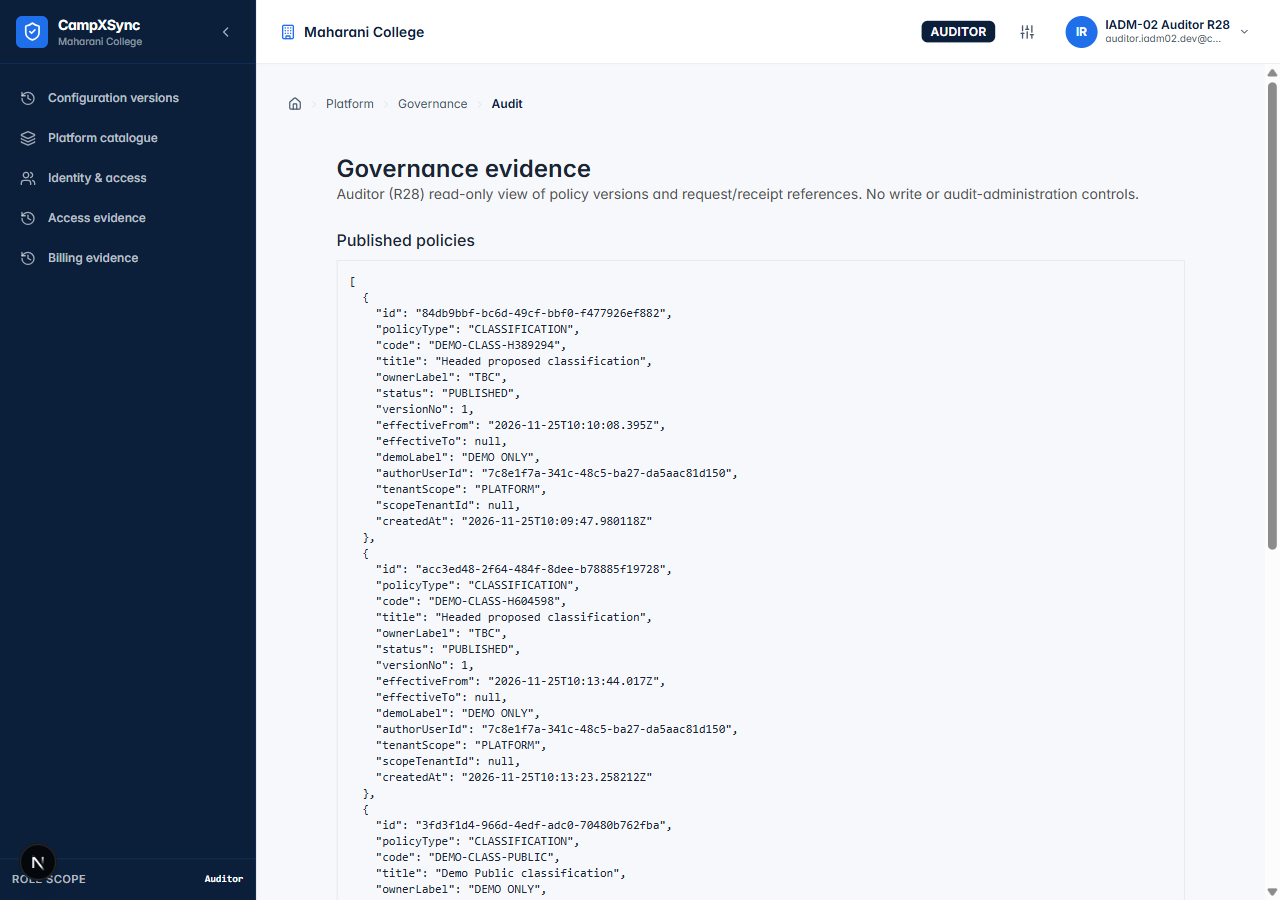 CampXSync
Maharani College
Configuration versions
Platform catalogue
Identity & access
Access evidence
Billing evidence
N
ROLE SCOPE
Auditor
Maharani College
AUDITOR
IR
IADM-02 Auditor R28
auditor.iadm02.dev@c...
Platform
Governance
Audit
Governance evidence
Auditor (R28) read-only view of policy versions and request/receipt references. No write or audit-administration controls.
Published policies
[
  {
    "id": "84db9bbf-bc6d-49cf-bbf0-f477926ef882",
    "policyType": "CLASSIFICATION",
    "code": "DEMO-CLASS-H389294",
    "title": "Headed proposed classification",
    "ownerLabel": "TBC",
    "status": "PUBLISHED",
    "versionNo": 1,
    "effectiveFrom": "2026-11-25T10:10:08.395Z",
    "effectiveTo": null,
    "demoLabel": "DEMO ONLY",
    "authorUserId": "7c8e1f7a-341c-48c5-ba27-da5aac81d150",
    "tenantScope": "PLATFORM",
    "scopeTenantId": null,
    "createdAt": "2026-11-25T10:09:47.980118Z"
  },
  {
    "id": "acc3ed48-2f64-484f-8dee-b78885f19728",
    "policyType": "CLASSIFICATION",
    "code": "DEMO-CLASS-H604598",
    "title": "Headed proposed classification",
    "ownerLabel": "TBC",
    "status": "PUBLISHED",
    "versionNo": 1,
    "effectiveFrom": "2026-11-25T10:13:44.017Z",
    "effectiveTo": null,
    "demoLabel": "DEMO ONLY",
    "authorUserId": "7c8e1f7a-341c-48c5-ba27-da5aac81d150",
    "tenantScope": "PLATFORM",
    "scopeTenantId": null,
    "createdAt": "2026-11-25T10:13:23.258212Z"
  },
  {
    "id": "3fd3f1d4-966d-4edf-adc0-70480b762fba",
    "policyType": "CLASSIFICATION",
    "code": "DEMO-CLASS-PUBLIC",
    "title": "Demo Public classification",
    "ownerLabel": "DEMO ONLY",